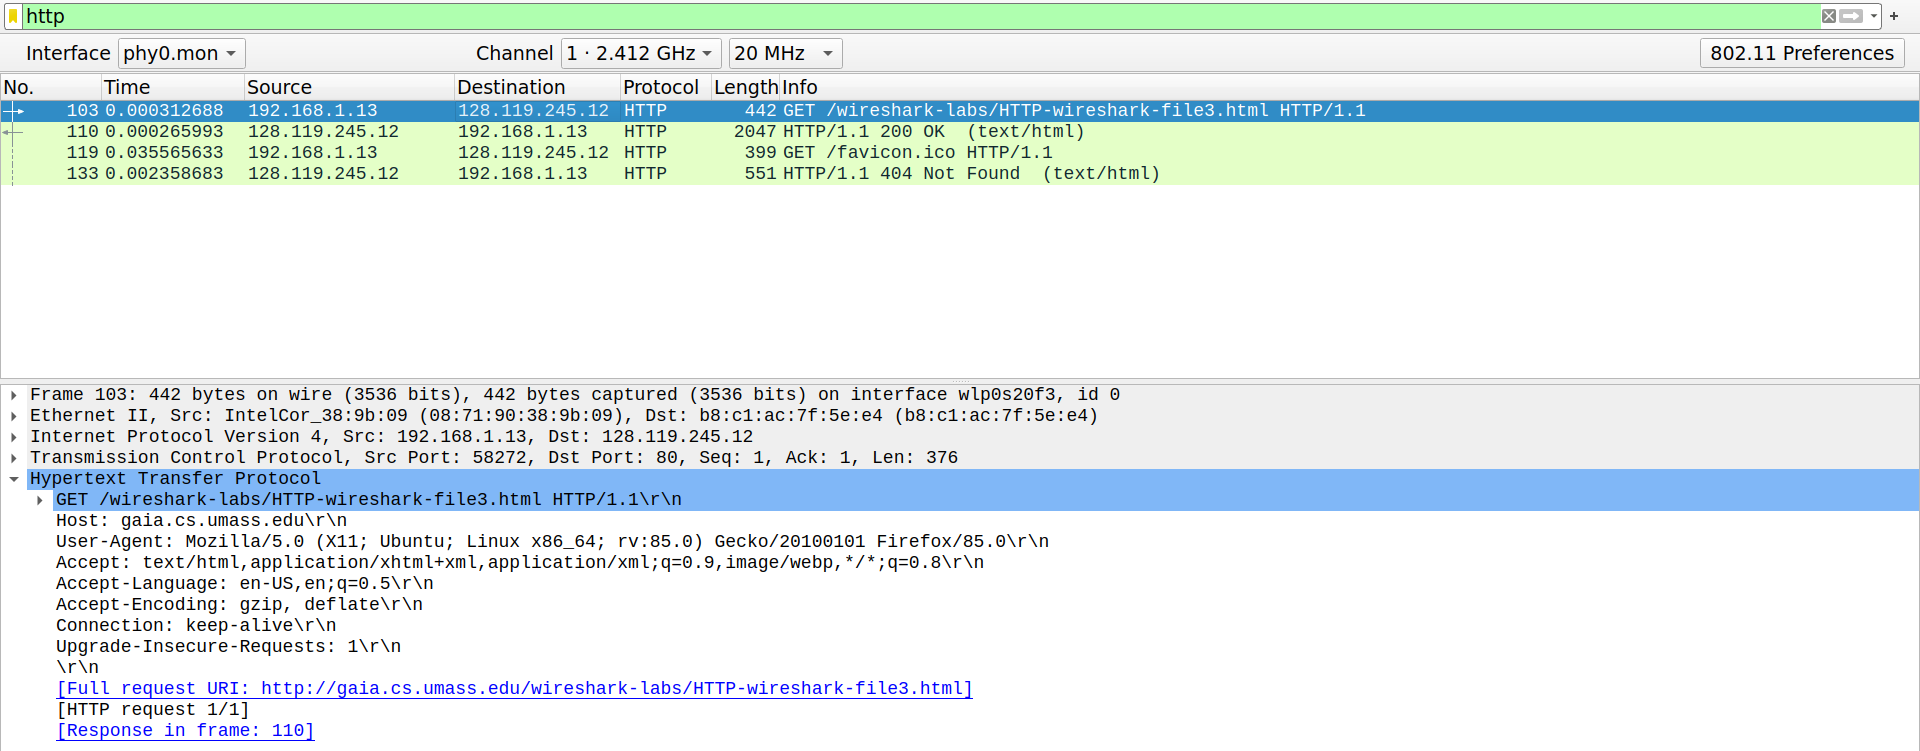 http
Interface phy0.mon Channel 1 · 2.412 GHz 20 MHz 802.11 Preferences
No. Time Source Destination Protocol Length Info
103 0.000312688 192.168.1.13 128.119.245.12 HTTP 442 GET /wireshark-labs/HTTP-wireshark-file3.html HTTP/1.1
110 0.000265993 128.119.245.12 192.168.1.13 HTTP 2047 HTTP/1.1 200 OK (text/html)
119 0.035565633 192.168.1.13 128.119.245.12 HTTP 399 GET /favicon.ico HTTP/1.1
133 0.002358683 128.119.245.12 192.168.1.13 HTTP 551 HTTP/1.1 404 Not Found (text/html)
Frame 103: 442 bytes on wire (3536 bits), 442 bytes captured (3536 bits) on interface wlp0s20f3, id 0
Ethernet II, Src: IntelCor_38:9b:09 (08:71:90:38:9b:09), Dst: b8:c1:ac:7f:5e:e4 (b8:c1:ac:7f:5e:e4)
Internet Protocol Version 4, Src: 192.168.1.13, Dst: 128.119.245.12
Transmission Control Protocol, Src Port: 58272, Dst Port: 80, Seq: 1, Ack: 1, Len: 376
Hypertext Transfer Protocol
GET /wireshark-labs/HTTP-wireshark-file3.html HTTP/1.1\r\n
Host: gaia.cs.umass.edu\r\n
User-Agent: Mozilla/5.0 (X11; Ubuntu; Linux x86_64; rv:85.0) Gecko/20100101 Firefox/85.0\r\n
Accept: text/html,application/xhtml+xml,application/xml;q=0.9,image/webp,*/*;q=0.8\r\n
Accept-Language: en-US,en;q=0.5\r\n
Accept-Encoding: gzip, deflate\r\n
Connection: keep-alive\r\n
Upgrade-Insecure-Requests: 1\r\n
\r\n
[Full request URI: http://gaia.cs.umass.edu/wireshark-labs/HTTP-wireshark-file3.html]
[HTTP request 1/1]
[Response in frame: 110]